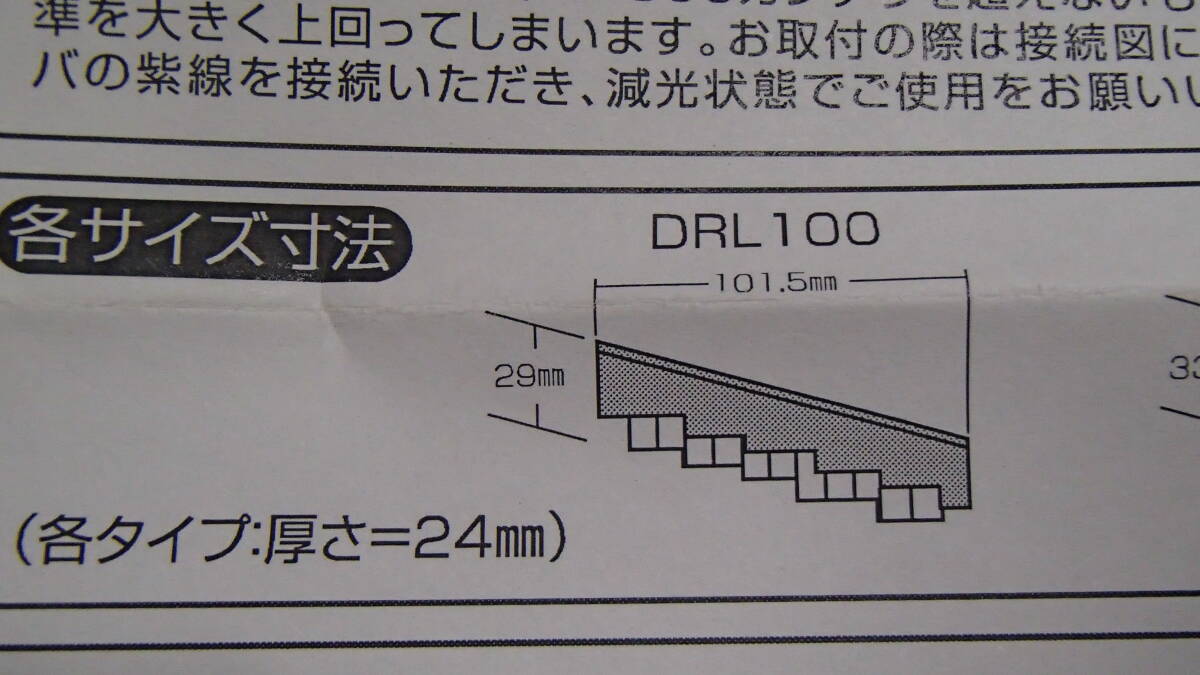 準を大きく上回ってしまいます。お取付の際は接続図に
バの紫線を接続いただき、減光状態でご使用をお願いい
各サイズ寸法
DRL100
101.5mm
29mm
33
(各タイプ:厚さ=24mm)